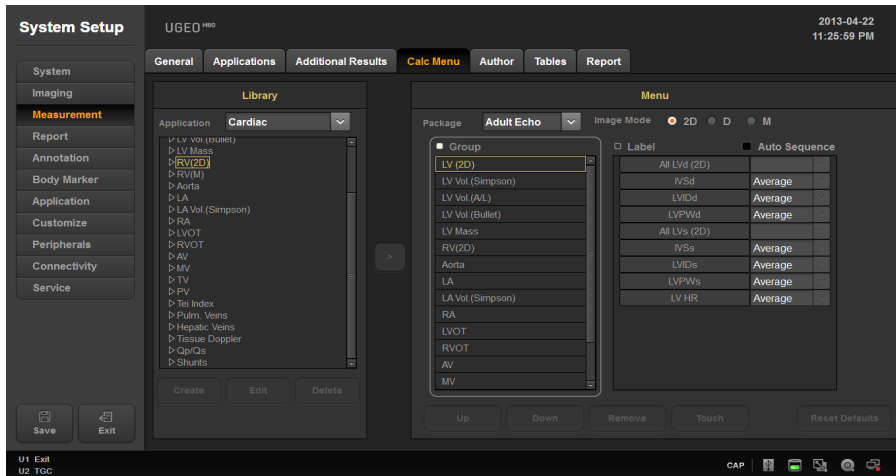 System Setup
UGEO H60
2013-04-22
11:25:59 PM
General Applications Additional Results Calc Menu Author Tables Report
System
Imaging
Measurement
Report
Annotation
Body Marker
Application
Customize
Peripherals
Connectivity
Service
Library
Application Cardiac
LV Vol.(Bullet)
LV Mass
RV(2D)
RV(M)
Aorta
LA
LA Vol.(Simpson)
RA
LVOT
RVOT
AV
MV
TV
PV
Tei Index
Pulm. Veins
Hepatic Veins
Tissue Doppler
Qp/Qs
Shunts
Create Edit Delete
>
Menu
Package Adult Echo Image Mode 2D D M
Group
LV (2D)
LV Vol.(Simpson)
LV Vol.(A/L)
LV Vol.(Bullet)
LV Mass
RV(2D)
Aorta
LA
LA Vol.(Simpson)
RA
LVOT
RVOT
AV
MV
Label Auto Sequence
All LVd (2D)
IVSd Average
LVIDd Average
LVPWd Average
All LVs (2D)
IVSs Average
LVIDs Average
LVPWs Average
LV HR Average
Up Down Remove Touch Reset Defaults
Save Exit
U1 Exit
U2 TGC
CAP